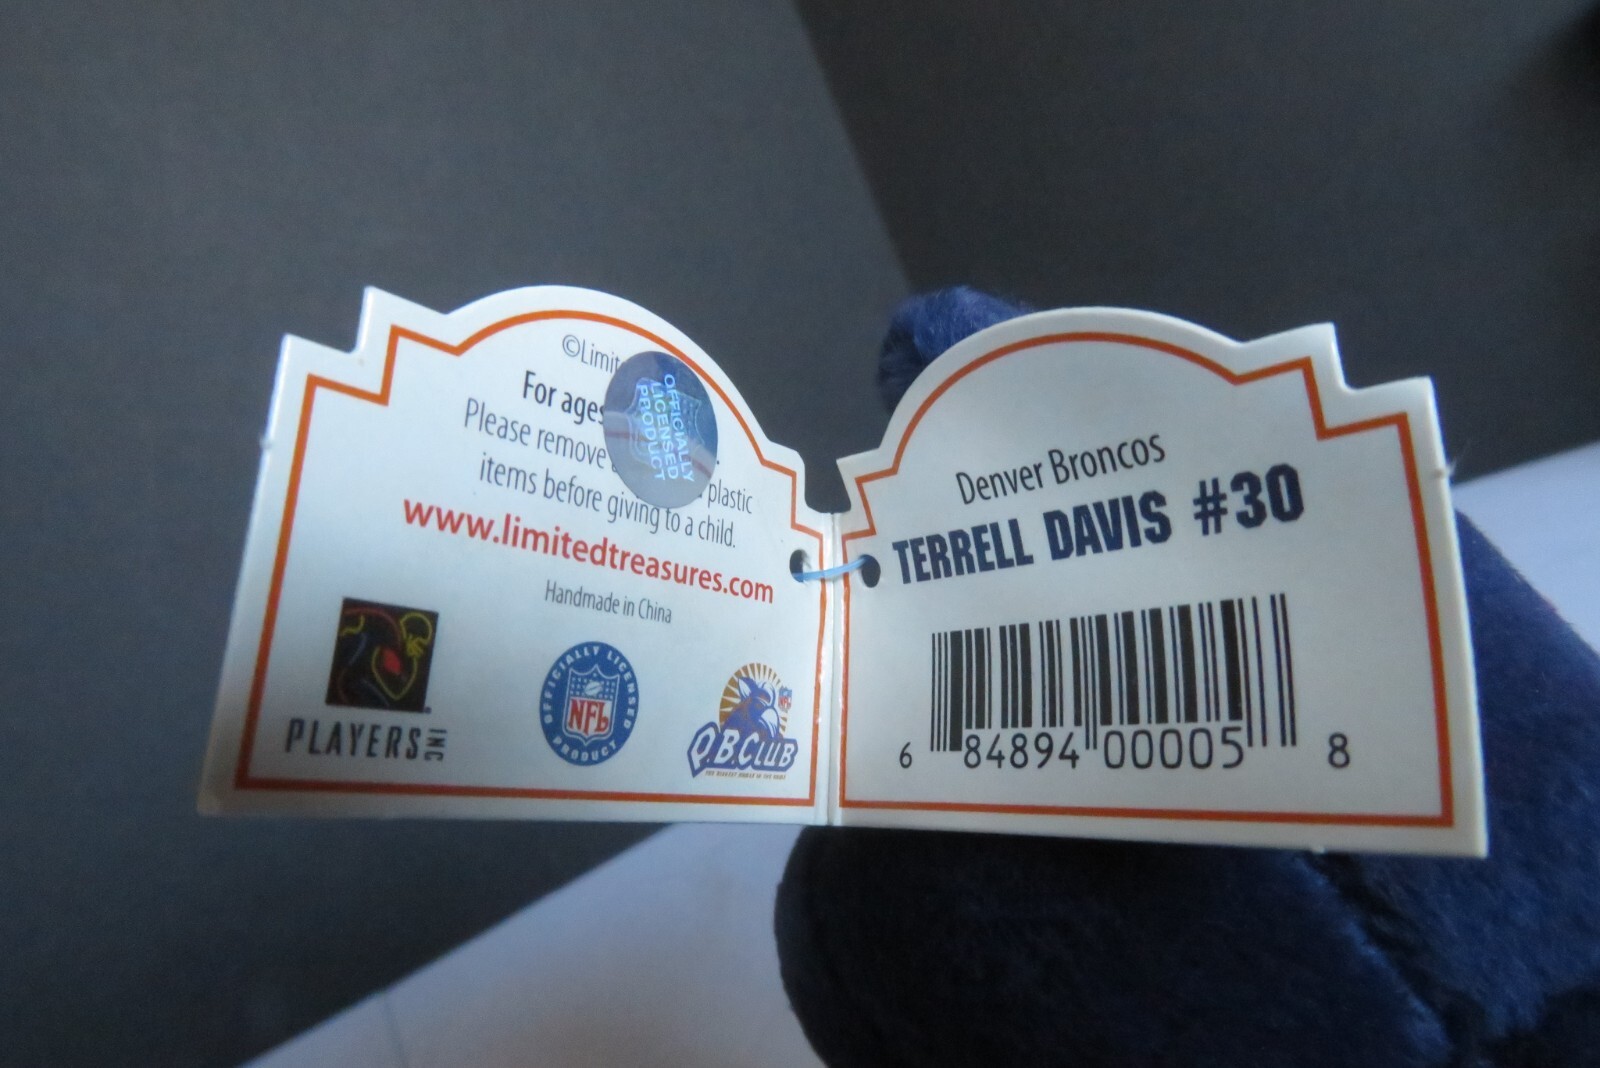 ©Limit
For ages
Please remove plastic
items before giving to a child.
www.limitedtreasures.com
Handmade in China
OFFICIALLY
LICENSED
PRODUCT
PLAYERS INC
OFFICIALLY LICENSED
NFL
PRODUCT
NFL
Q.B.CLUB
Denver Broncos
TERRELL DAVIS #30
6 84894 00005 8